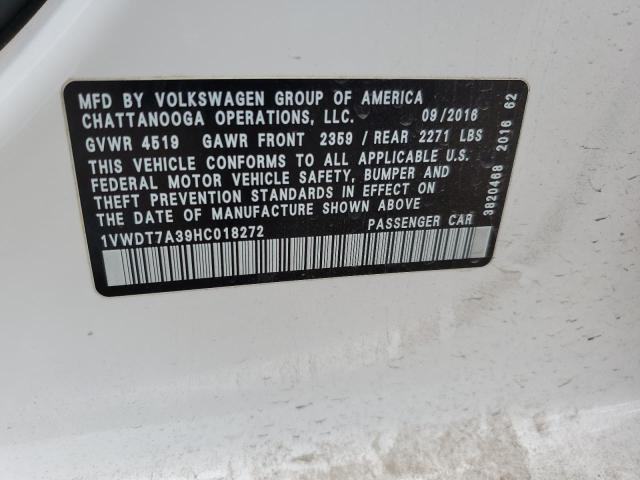 MFD BY VOLKSWAGEN GROUP OF AMERICA
CHATTANOOGA OPERATIONS, LLC. 09/2016
GVWR 4519 GAWR FRONT 2359 / REAR 2271 LBS
THIS VEHICLE CONFORMS TO ALL APPLICABLE U.S.
FEDERAL MOTOR VEHICLE SAFETY, BUMPER AND
THEFT PREVENTION STANDARDS IN EFFECT ON
THE DATE OF MANUFACTURE SHOWN ABOVE
1VWDT7A39HC018272 PASSENGER CAR
3820468 2016 62